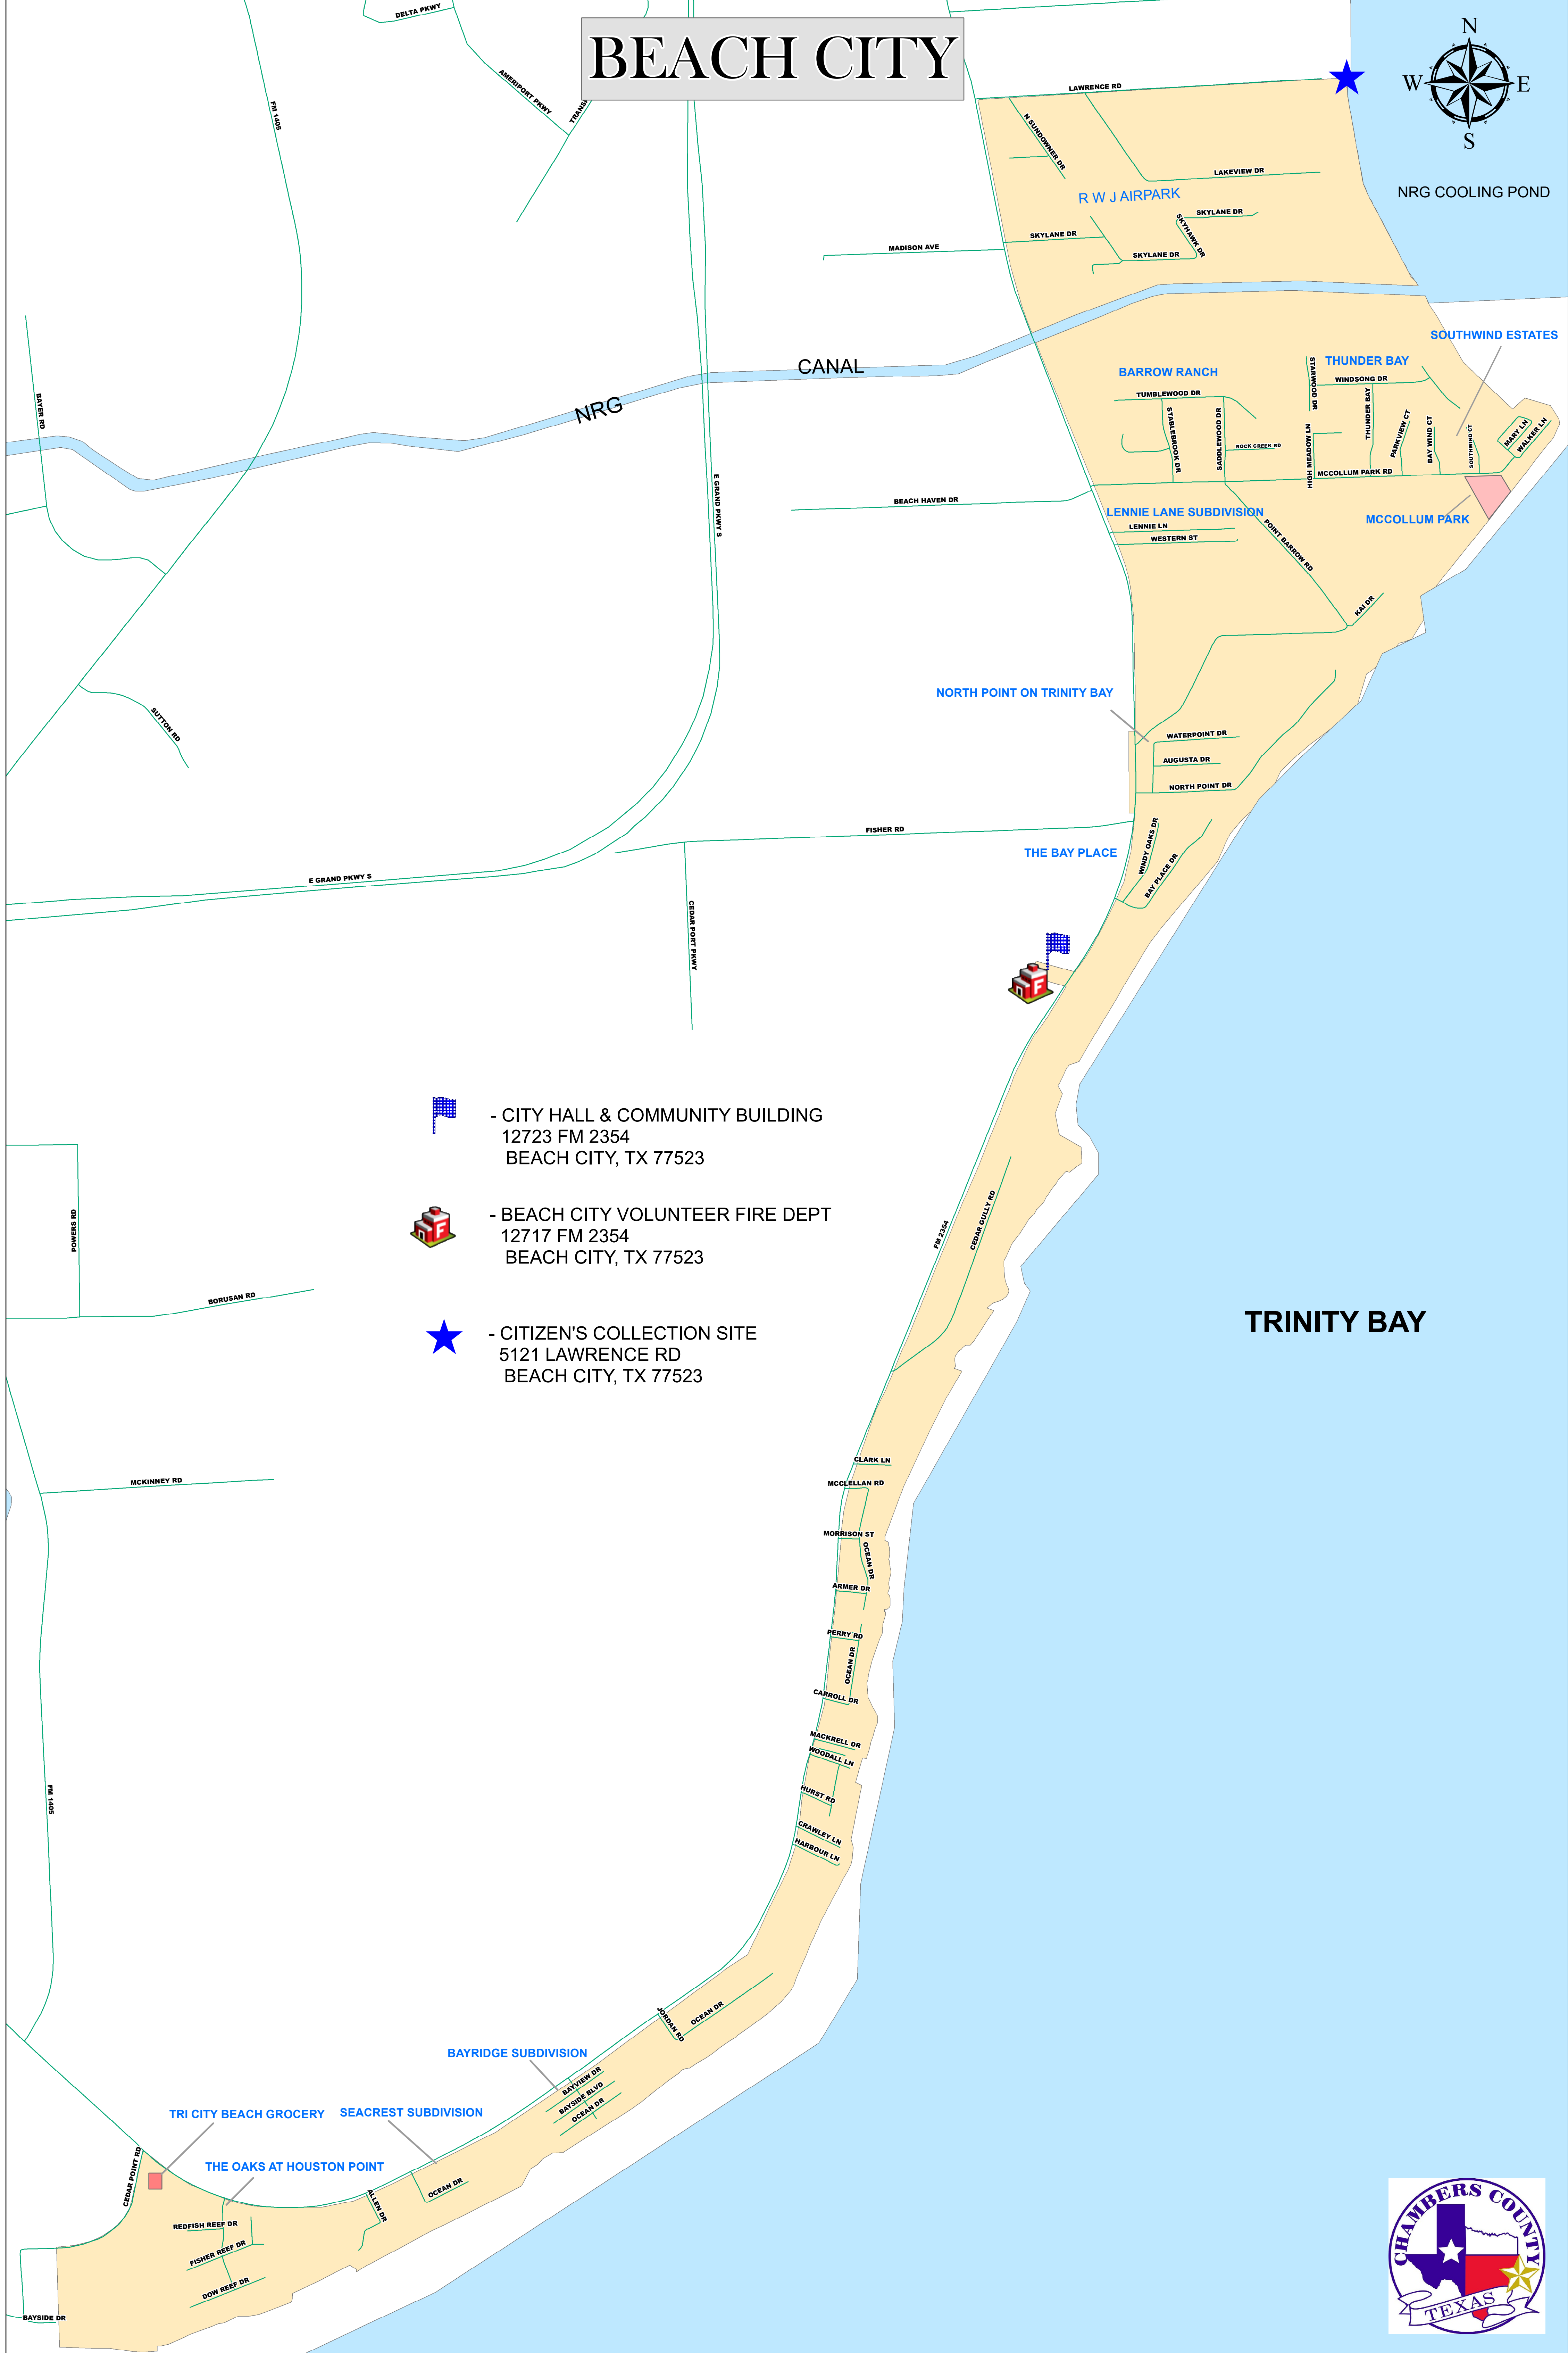 DELTA PKWY
BEACH CITY
N
W
E
S
FM 1405
AMERIPORT PKWY
LAWRENCE RD
N SUNDOWNER DR
LAKEVIEW DR
R W J AIRPARK
NRG COOLING POND
SKYLANE DR
SKYHAWK DR
SKYLANE DR
SKYLANE DR
MADISON AVE
CANAL
NRG
BAYER RD
SOUTHWIND ESTATES
THUNDER BAY
BARROW RANCH
STARWOOD DR
WINDSONG DR
TUMBLEWOOD DR
STABLEBROOK DR
SADDLEWOOD DR
ROCK CREEK RD
HIGH MEADOW LN
THUNDER BAY
PARKVIEW CT
BAY WIND CT
SOUTHWIND CT
MARY LN
WALKER LN
MCCOLLUM PARK RD
E GRAND PKWY S
BEACH HAVEN DR
LENNIE LANE SUBDIVISION
LENNIE LN
WESTERN ST
POINT BARROW RD
MCCOLLUM PARK
KAI DR
SUTTON RD
NORTH POINT ON TRINITY BAY
WATERPOINT DR
AUGUSTA DR
NORTH POINT DR
FISHER RD
THE BAY PLACE
WINDY OAKS DR
BAY PLACE DR
E GRAND PKWY S
CEDAR PORT PKWY
F
- CITY HALL & COMMUNITY BUILDING
12723 FM 2354
BEACH CITY, TX 77523
F
- BEACH CITY VOLUNTEER FIRE DEPT
12717 FM 2354
BEACH CITY, TX 77523
- CITIZEN'S COLLECTION SITE
5121 LAWRENCE RD
BEACH CITY, TX 77523
POWERS RD
BORUSAN RD
FM 2354
CEDAR GULLY RD
TRINITY BAY
MCKINNEY RD
CLARK LN
MCCLELLAN RD
MORRISON ST
OCEAN DR
ARMER DR
PERRY RD
OCEAN DR
CARROLL DR
MACKRELL DR
WOODALL LN
HURST RD
CRAWLEY LN
HARBOUR LN
FM 1405
JORDAN RD
OCEAN DR
BAYRIDGE SUBDIVISION
BAYVIEW DR
BAYSIDE BLVD
OCEAN DR
TRI CITY BEACH GROCERY
SEACREST SUBDIVISION
CEDAR POINT RD
THE OAKS AT HOUSTON POINT
OCEAN DR
ALLEN DR
REDFISH REEF DR
FISHER REEF DR
DOW REEF DR
BAYSIDE DR
CHAMBERS COUNTY
TEXAS